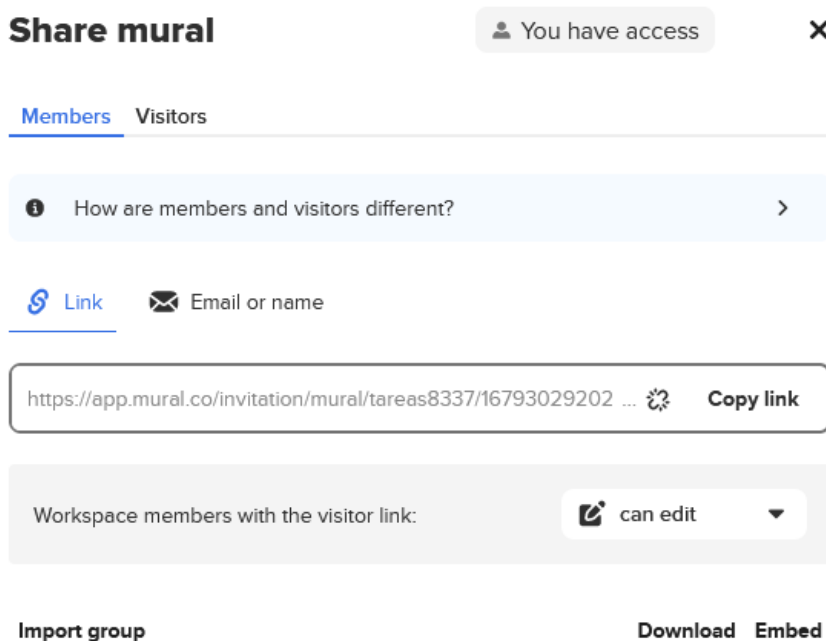 Share mural
You have access
Members Visitors
How are members and visitors different?
Link Email or name
https://app.mural.co/invitation/mural/tareas8337/16793029202 ... Copy link
Workspace members with the visitor link: can edit
Import group Download Embed